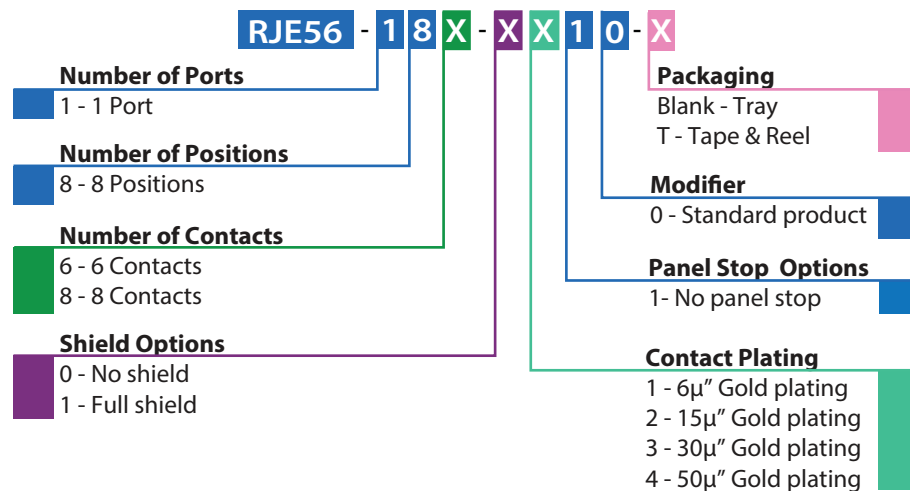 RJE56 - 1 8 X - X X 1 0 - X
Number of Ports
1 - 1 Port
Number of Positions
8 - 8 Positions
Number of Contacts
6 - 6 Contacts
8 - 8 Contacts
Shield Options
0 - No shield
1 - Full shield
Packaging
Blank - Tray
T - Tape & Reel
Modifier
0 - Standard product
Panel Stop Options
1- No panel stop
Contact Plating
1 - 6µ” Gold plating
2 - 15µ” Gold plating
3 - 30µ” Gold plating
4 - 50µ” Gold plating